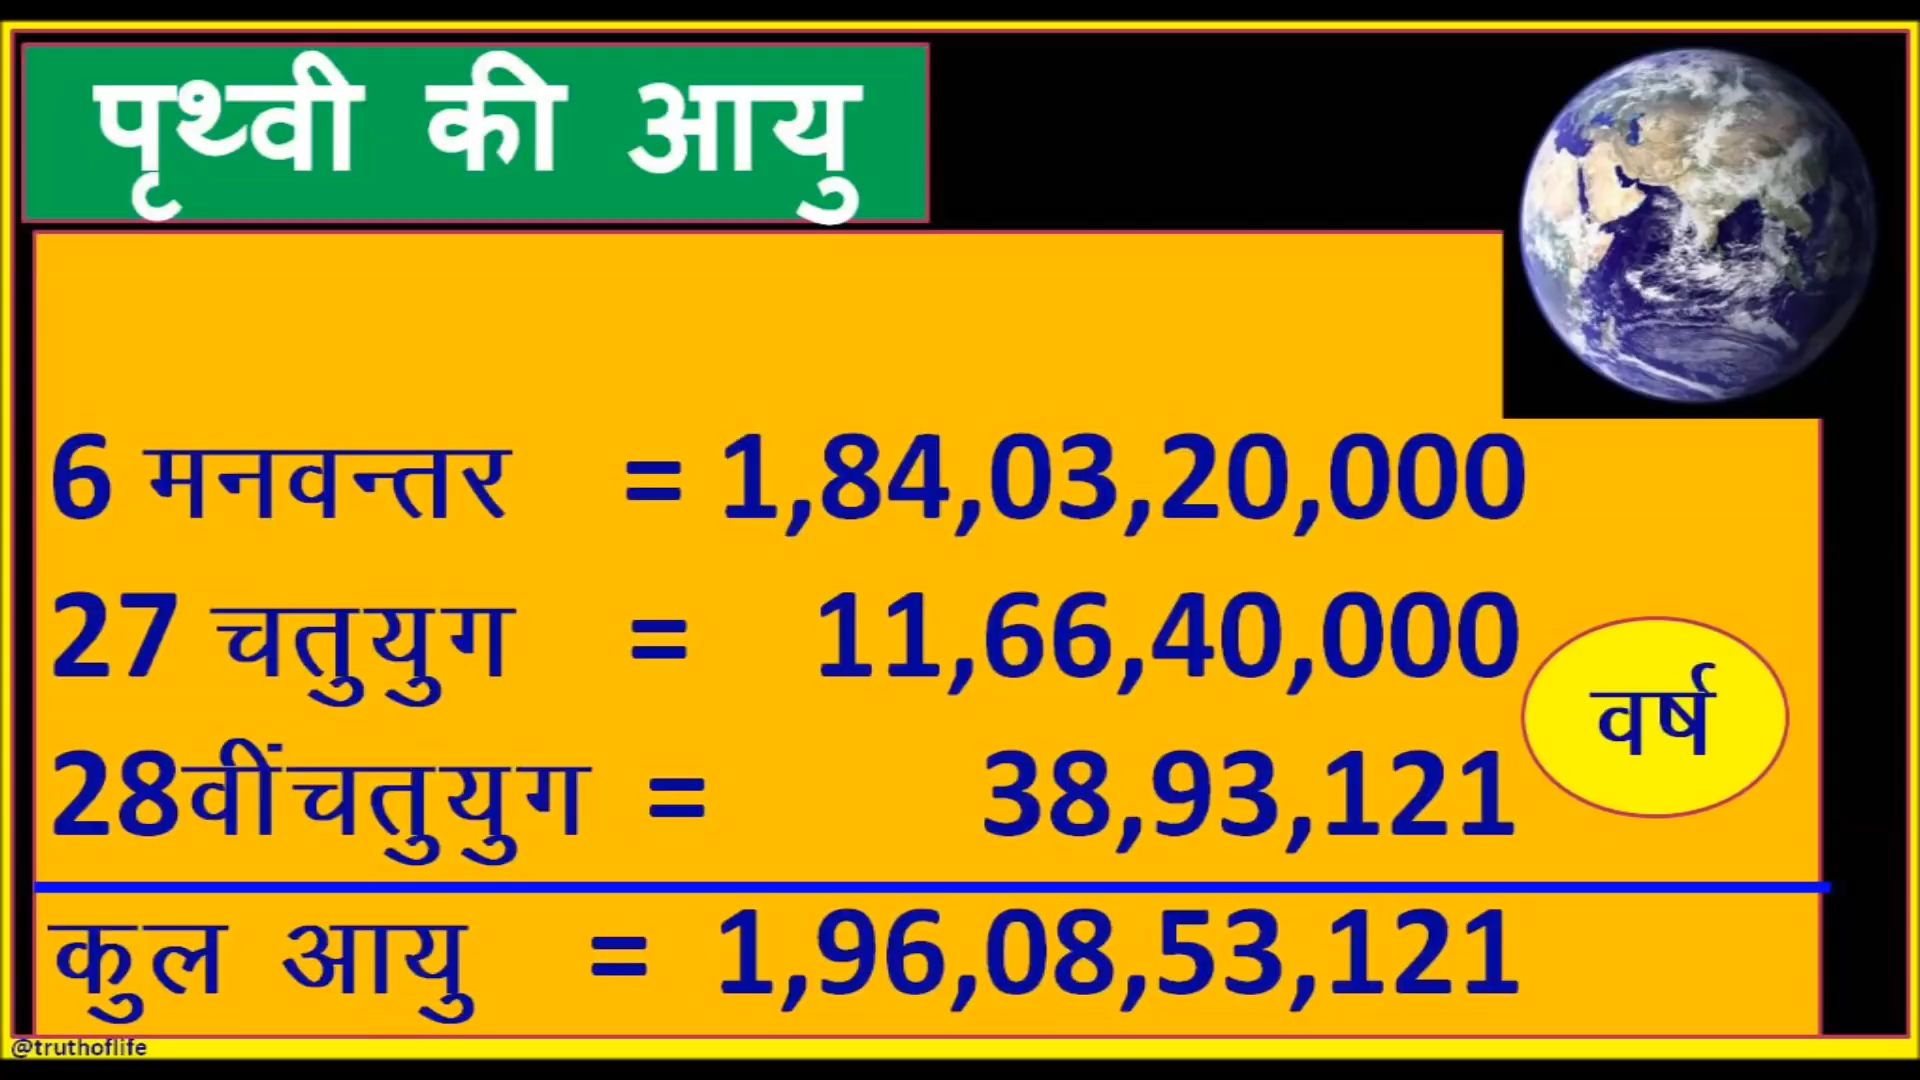 पृथ्वी की आयु
6 मनवन्तर = 1,84,03,20,000
27 चतुयुग = 11,66,40,000
वर्ष
28वींचतुयुग = 38,93,121
कुल आयु = 1,96,08,53,121
@truthoflife